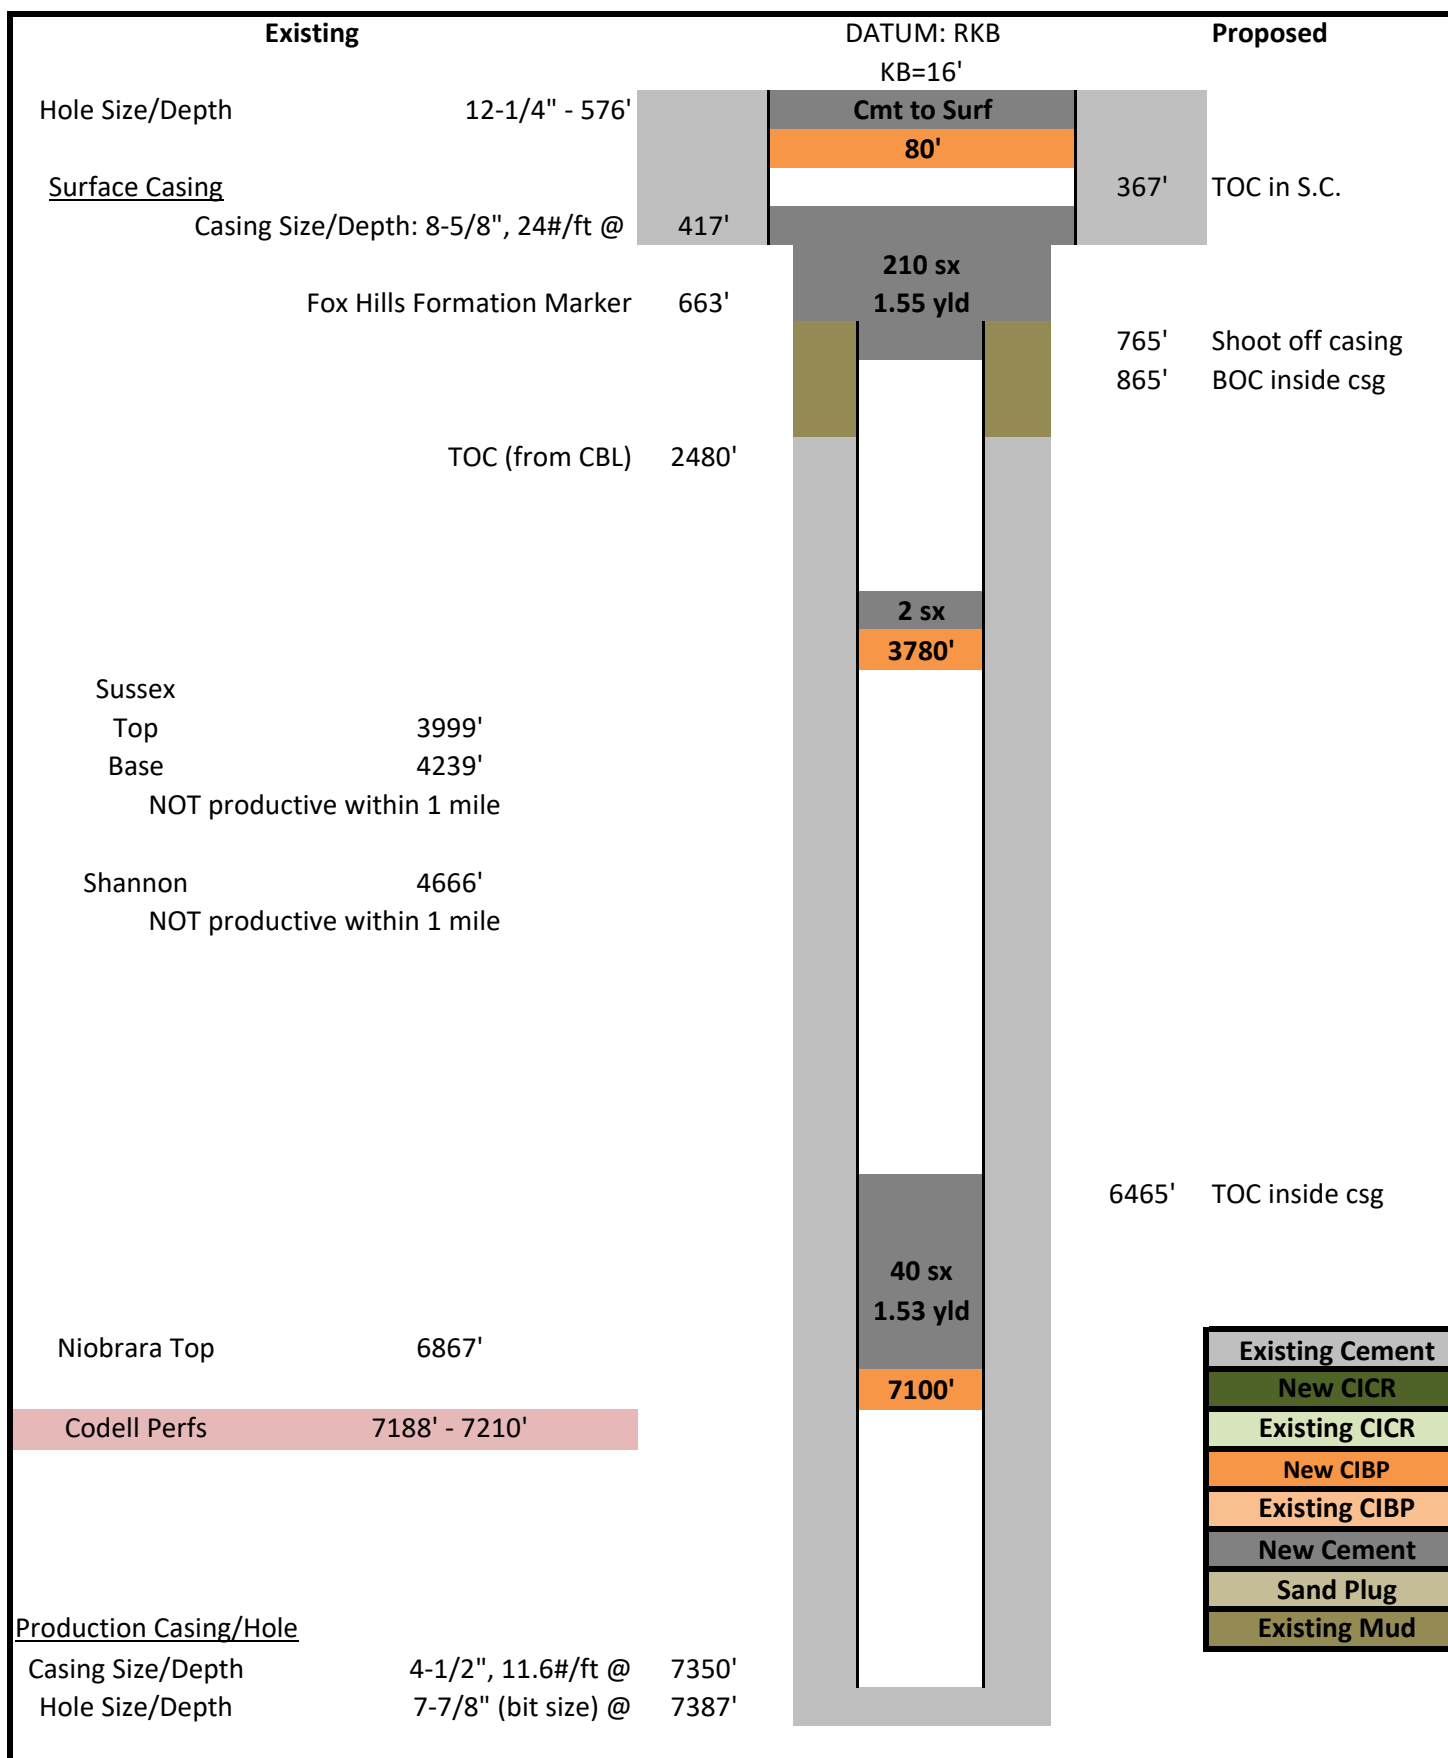 Existing DATUM: RKB Proposed
KB=16'
Hole Size/Depth 12-1/4" - 576' Cmt to Surf
80'
Surface Casing 367' TOC in S.C.
Casing Size/Depth: 8-5/8", 24#/ft @ 417'
210 sx
Fox Hills Formation Marker 663' 1.55 yld
765' Shoot off casing
865' BOC inside csg
TOC (from CBL) 2480'
2 sx
3780'
Sussex
Top 3999'
Base 4239'
NOT productive within 1 mile
Shannon 4666'
NOT productive within 1 mile
6465' TOC inside csg
40 sx
1.53 yld
Niobrara Top 6867' Existing Cement
7100' New CICR
Codell Perfs 7188' - 7210' Existing CICR
New CIBP
Existing CIBP
New Cement
Sand Plug
Production Casing/Hole Existing Mud
Casing Size/Depth 4-1/2", 11.6#/ft @ 7350'
Hole Size/Depth 7-7/8" (bit size) @ 7387'